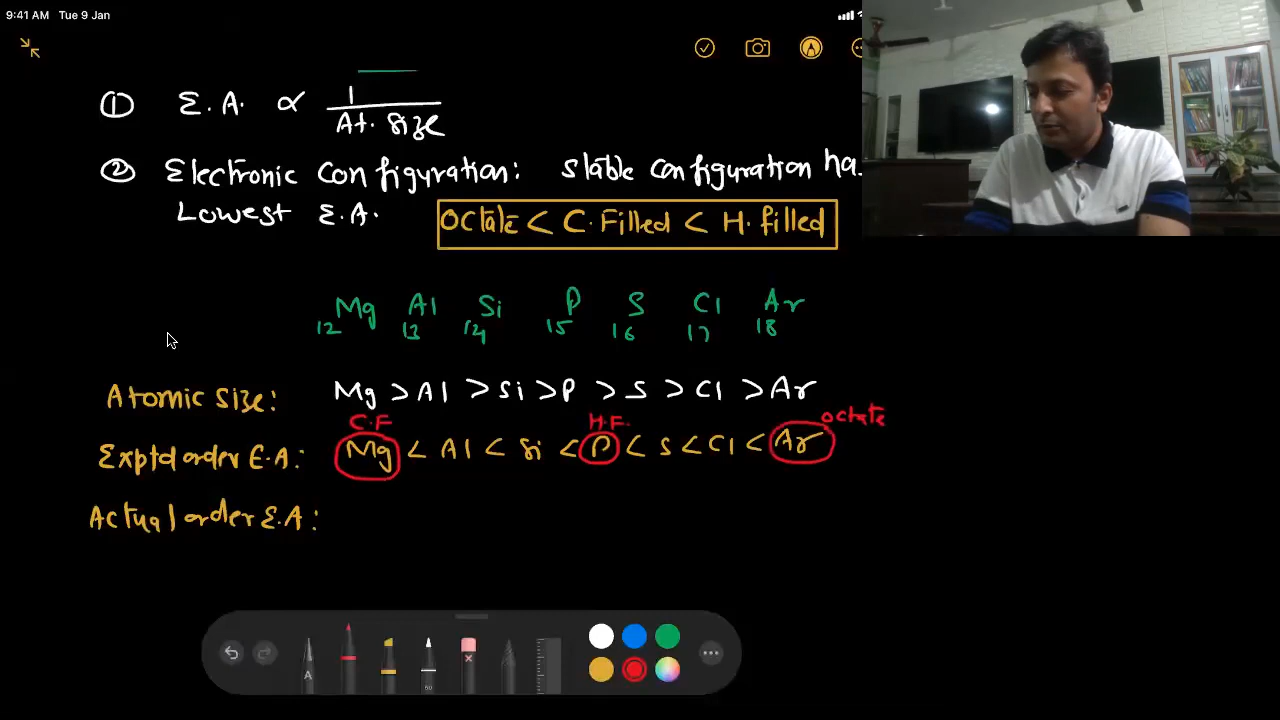 9:41 AM Tue 9 Jan
① E.A. ∝ 1 / At. Size
② Electronic Configuration: Stable Configuration ha
Lowest E.A.
Octate < C.Filled < H.filled
Mg Al Si P S Cl Ar
12 13 14 15 16 17 18
Atomic Size: Mg > Al > Si > P > S > Cl > Ar
C.F H.F. Octate
Exptd order E.A: Mg < Al < Si < P < S < Cl < Ar
Actual order E.A:
A 50